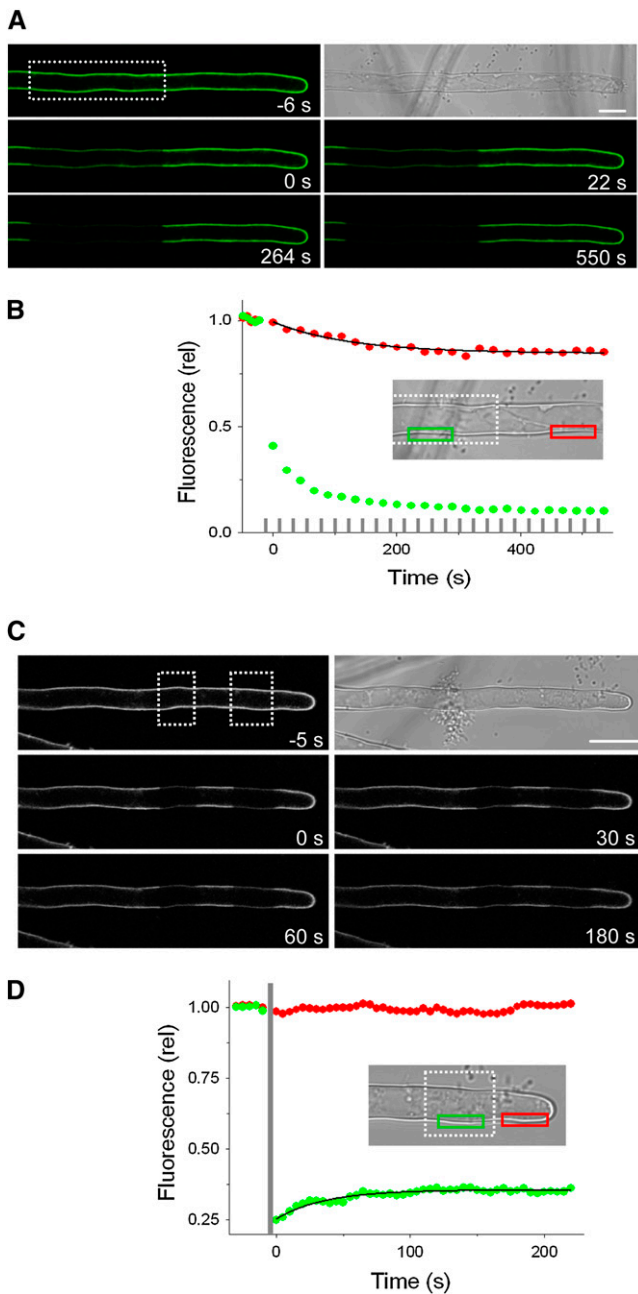 A
-6 s
0 s
22 s
264 s
550 s
B
Fluorescence (rel)
1.0
0.5
0.0
0
200
400
Time (s)
C
-5 s
0 s
30 s
60 s
180 s
D
Fluorescence (rel)
1.00
0.75
0.50
0.25
0
100
200
Time (s)